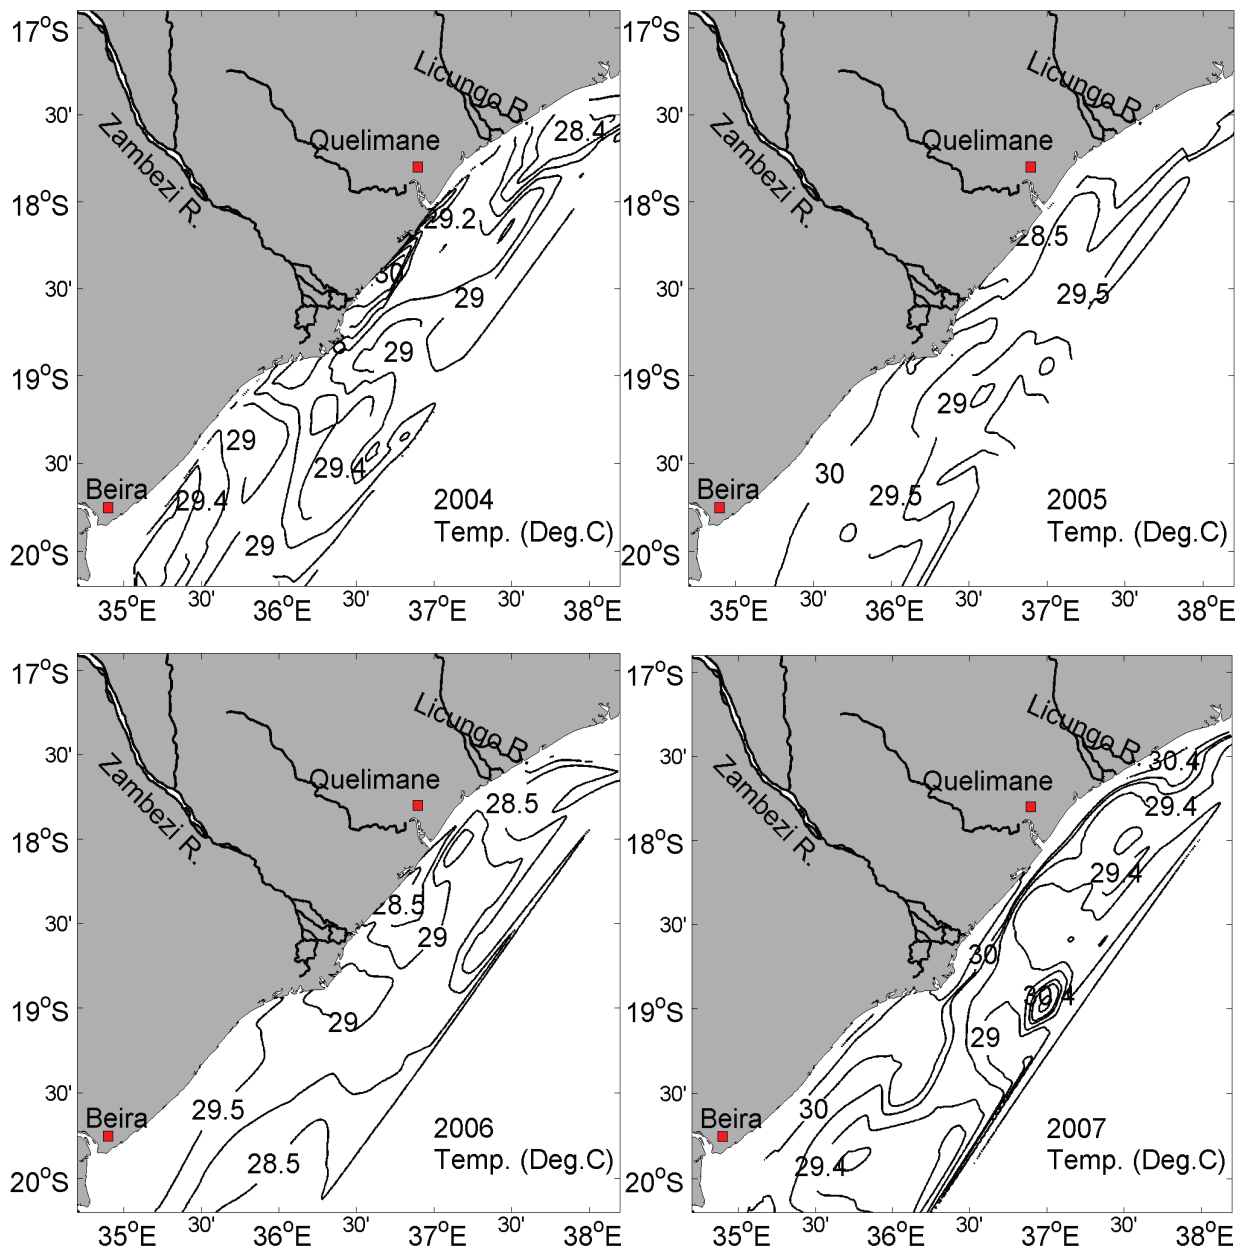 17°S
30'
18°S
30'
19°S
30'
20°S
Zambezi R.
Licungo R.
Quelimane
Beira
28.4
29.2
30
29
29
29
29.4
29.4
29
2004
Temp. (Deg.C)
35°E
30'
36°E
30'
37°E
30'
38°E
17°S
30'
18°S
30'
19°S
30'
20°S
Zambezi R.
Licungo R.
Quelimane
Beira
28.5
29.5
29
30
29.5
2005
Temp. (Deg.C)
35°E
30'
36°E
30'
37°E
30'
38°E
17°S
30'
18°S
30'
19°S
30'
20°S
Zambezi R.
Licungo R.
Quelimane
Beira
28.5
28.5
29
29
29.5
28.5
2006
Temp. (Deg.C)
35°E
30'
36°E
30'
37°E
30'
38°E
17°S
30'
18°S
30'
19°S
30'
20°S
Zambezi R.
Licungo R.
Quelimane
Beira
30.4
29.4
29.4
30
29
30
29.4
2007
Temp. (Deg.C)
35°E
30'
36°E
30'
37°E
30'
38°E